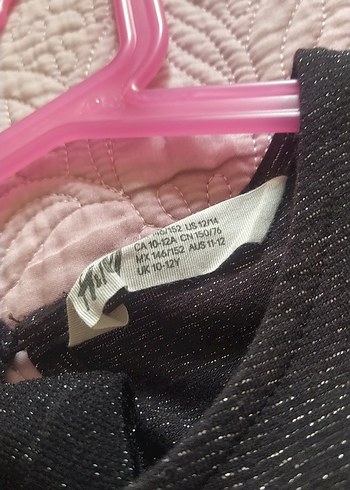 H&M
146/152 US 12/14
CA 10-12A CN 150/76
MX 146/152 AUS 11-12
UK 10-12Y